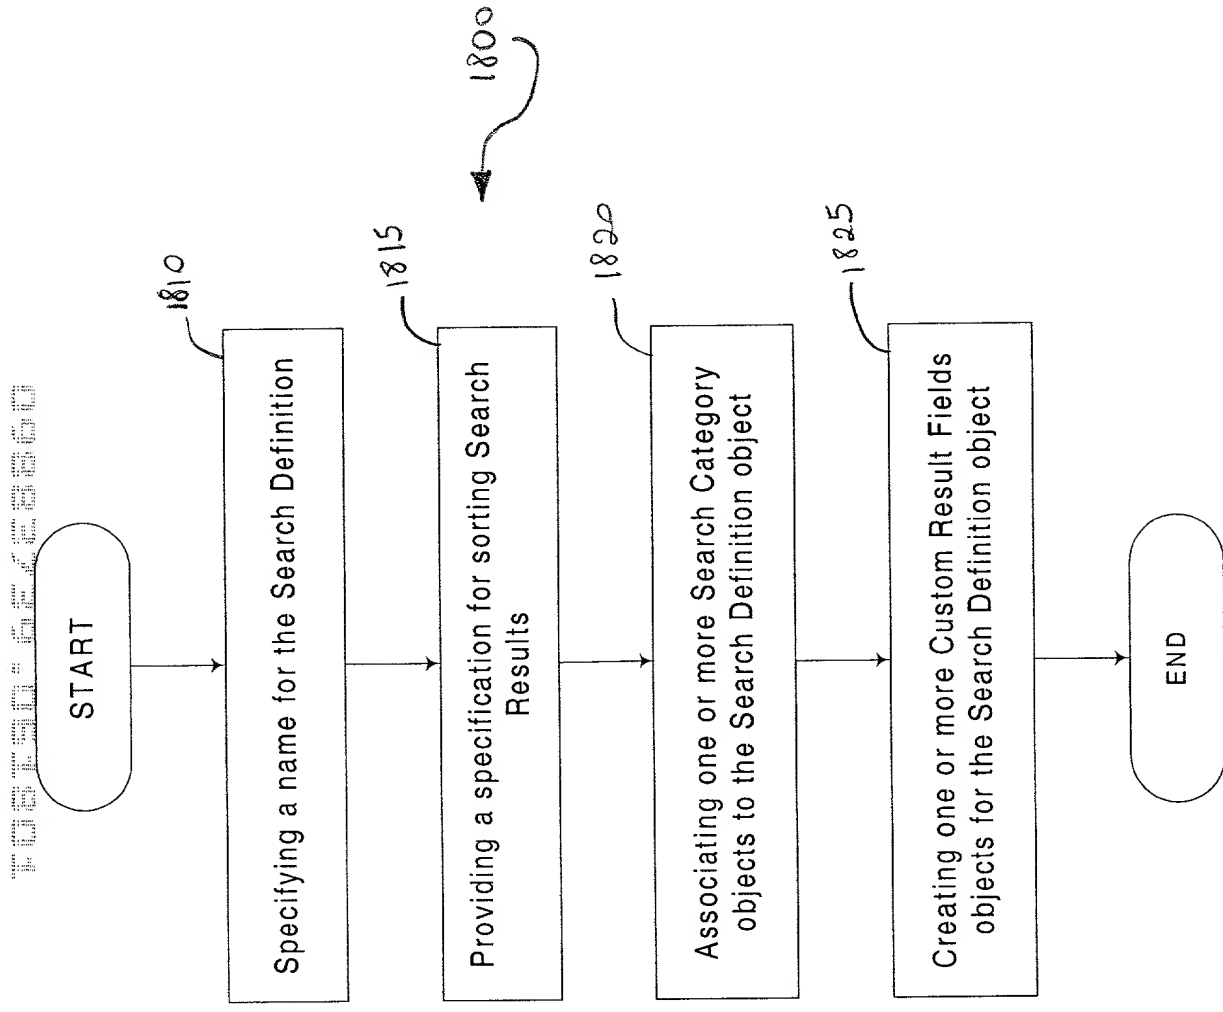 START
1800
1810
Specifying a name for the Search Definition
1815
Providing a specification for sorting Search
Results
1820
Associating one or more Search Category
objects to the Search Definition object
1825
Creating one or more Custom Result Fields
objects for the Search Definition object
END